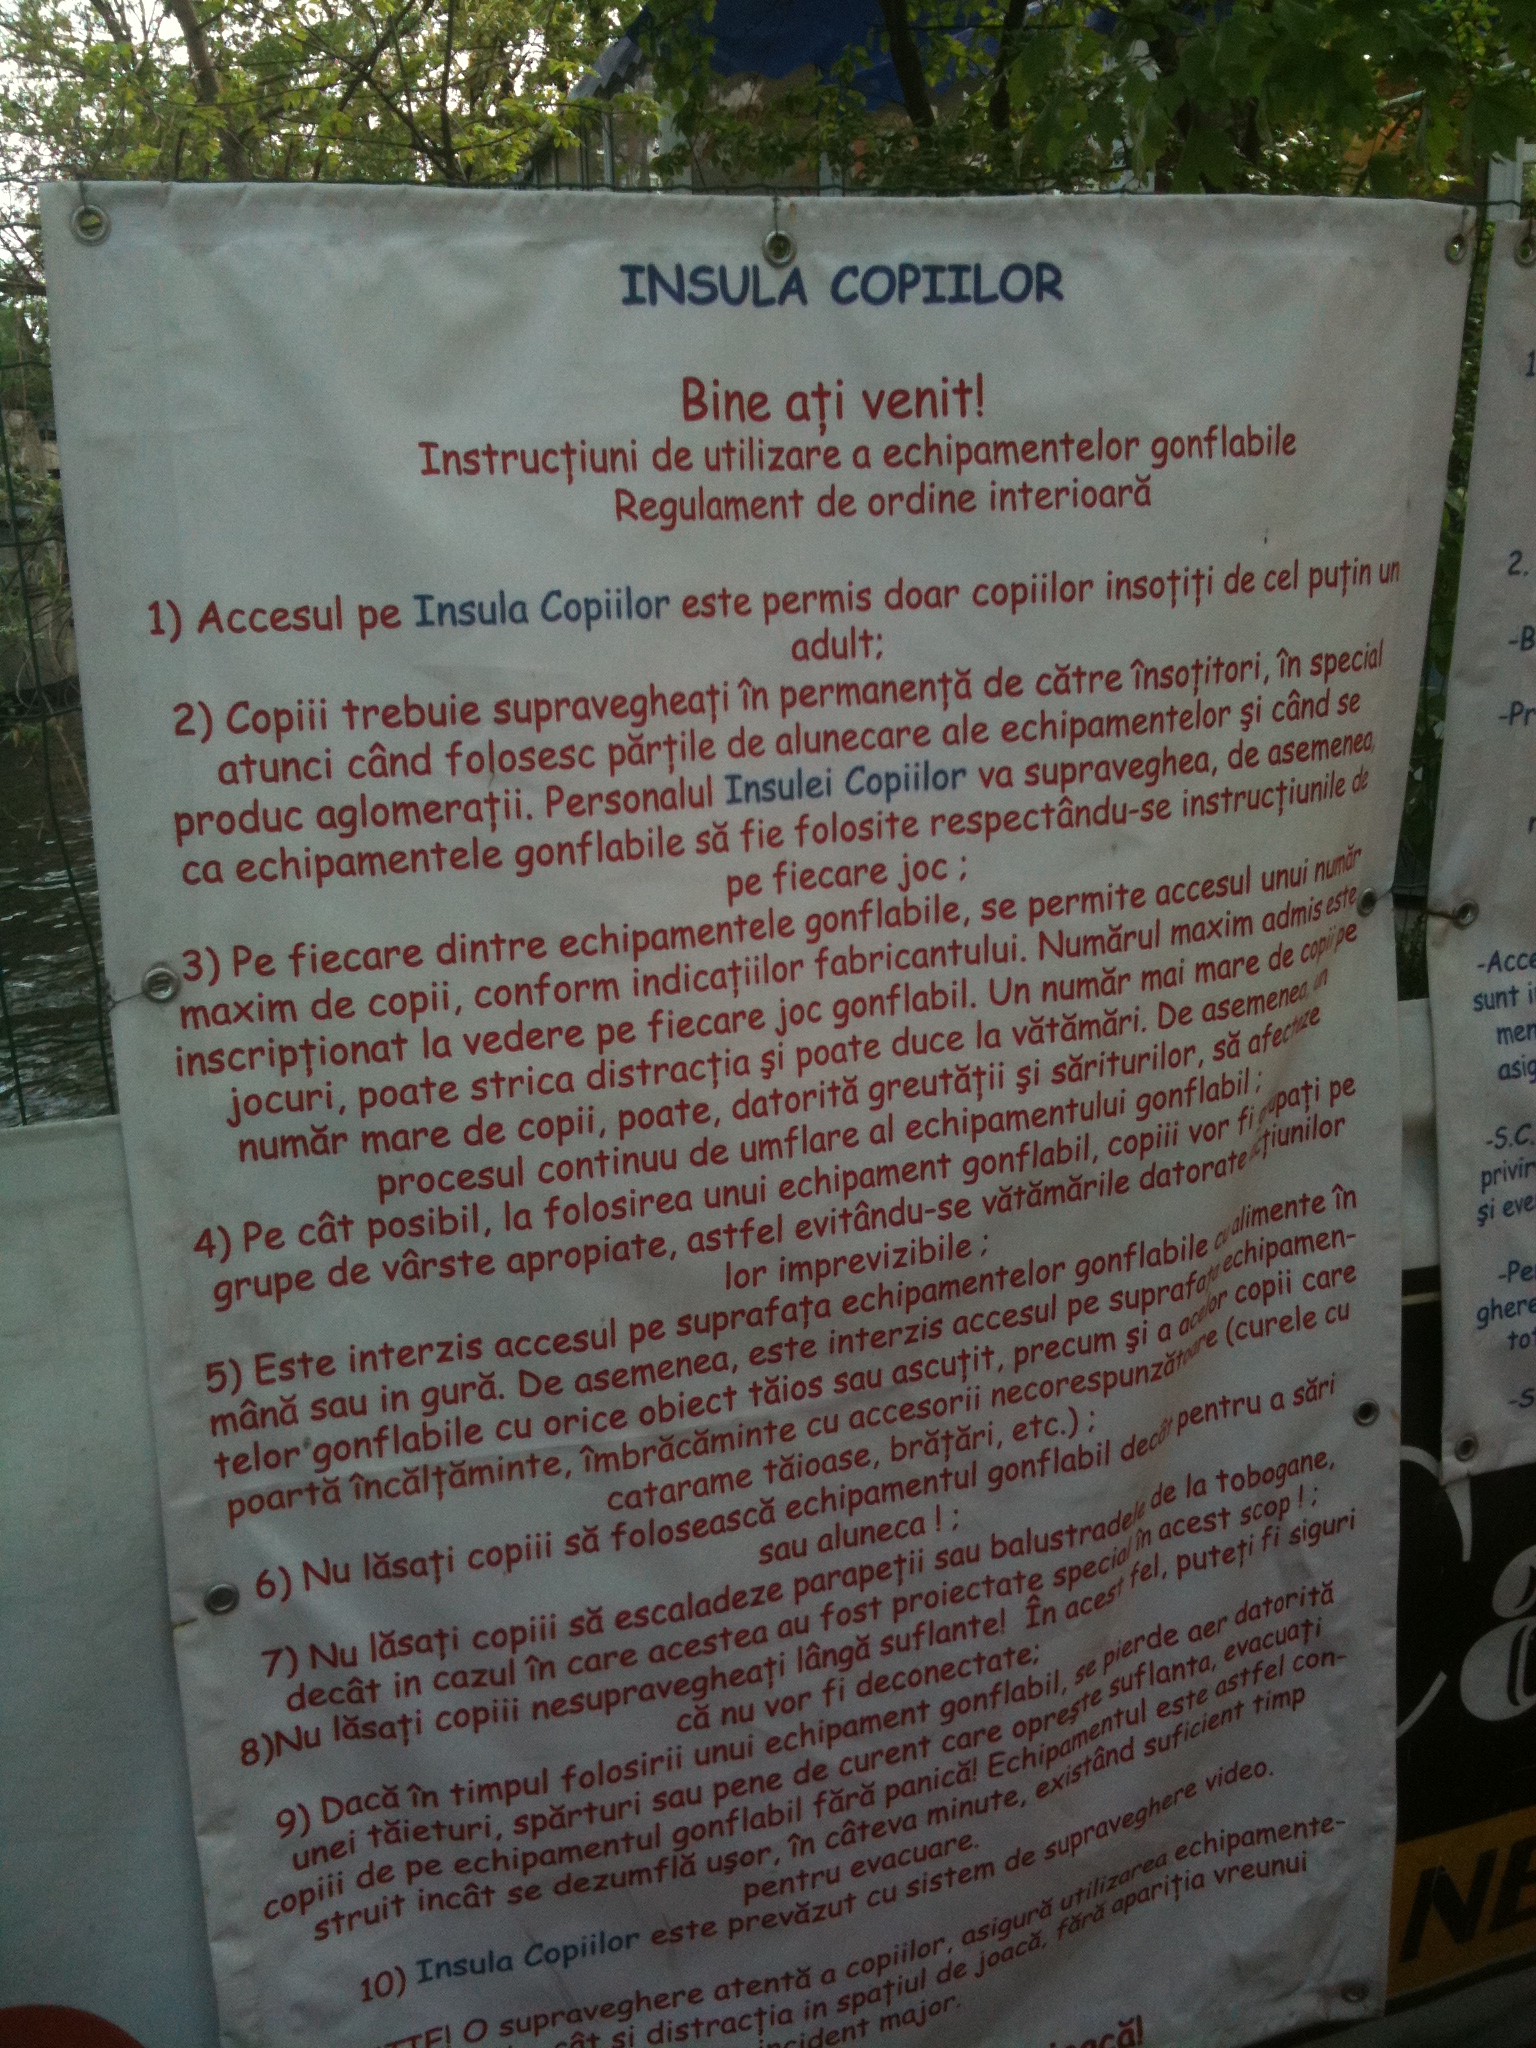 INSULA COPIILOR
Bine ați venit!
Instrucțiuni de utilizare a echipamentelor gonflabile
Regulament de ordine interioară
1) Accesul pe Insula Copiilor este permis doar copiilor insoțiți de cel puțin un
adult;
2) Copiii trebuie supravegheați în permanență de către însoțitori, în special
atunci când folosesc părțile de alunecare ale echipamentelor şi când se
produc aglomerații. Personalul Insulei Copiilor va supraveghea, de asemenea,
ca echipamentele gonflabile să fie folosite respectându-se instrucțiunile de
pe fiecare joc ;
3) Pe fiecare dintre echipamentele gonflabile, se permite accesul unui număr
maxim de copii, conform indicațiilor fabricantului. Numărul maxim admis este
inscripționat la vedere pe fiecare joc gonflabil. Un număr mai mare de copii pe
jocuri, poate strica distracția şi poate duce la vătămări. De asemenea, un
număr mare de copii, poate, datorită greutății şi săriturilor, să afecteze
procesul continuu de umflare al echipamentului gonflabil ;
4) Pe cât posibil, la folosirea unui echipament gonflabil, copiii vor fi grupați pe
grupe de vârste apropiate, astfel evitându-se vătămările datorate acțiunilor
lor imprevizibile ;
5) Este interzis accesul pe suprafața echipamentelor gonflabile cu alimente în
mână sau in gură. De asemenea, este interzis accesul pe suprafața echipamen-
telor gonflabile cu orice obiect tăios sau ascuțit, precum şi a acelor copii care
poartă încălțăminte, îmbrăcăminte cu accesorii necorespunzătoare (curele cu
catarame tăioase, brățări, etc.) ;
6) Nu lăsați copiii să folosească echipamentul gonflabil decât pentru a sări
sau aluneca ! ;
7) Nu lăsați copiii să escaladeze parapeții sau balustradele de la tobogane,
decât in cazul în care acestea au fost proiectate special în acest scop ! ;
8)Nu lăsați copiii nesupravegheați lângă suflante! În acest fel, puteți fi siguri
că nu vor fi deconectate;
9) Dacă în timpul folosirii unui echipament gonflabil, se pierde aer datorită
unei tăieturi, spărturi sau pene de curent care opreşte suflanta, evacuați
copiii de pe echipamentul gonflabil fără panică! Echipamentul este astfel con-
struit incât se dezumflă uşor, în câteva minute, existând suficient timp
pentru evacuare.
10) Insula Copiilor este prevăzut cu sistem de supraveghere video.
O supraveghere atentă a copiilor, asigură utilizarea echipamente-
și distracția in spațiul de joacă, fără apariția vreunui
incident major.
1
2.
-B
-Pr
-Acce
sunt i
men
asig
-S.C.
privir
şi eve
-Pe
ghere
to
-S
NE